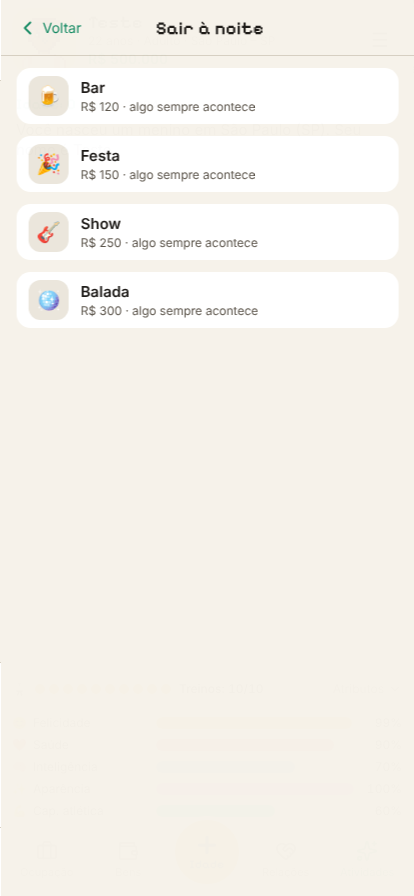 Voltar
Sair à noite
Bar
R$ 120 · algo sempre acontece
Festa
R$ 150 · algo sempre acontece
Show
R$ 250 · algo sempre acontece
Balada
R$ 300 · algo sempre acontece